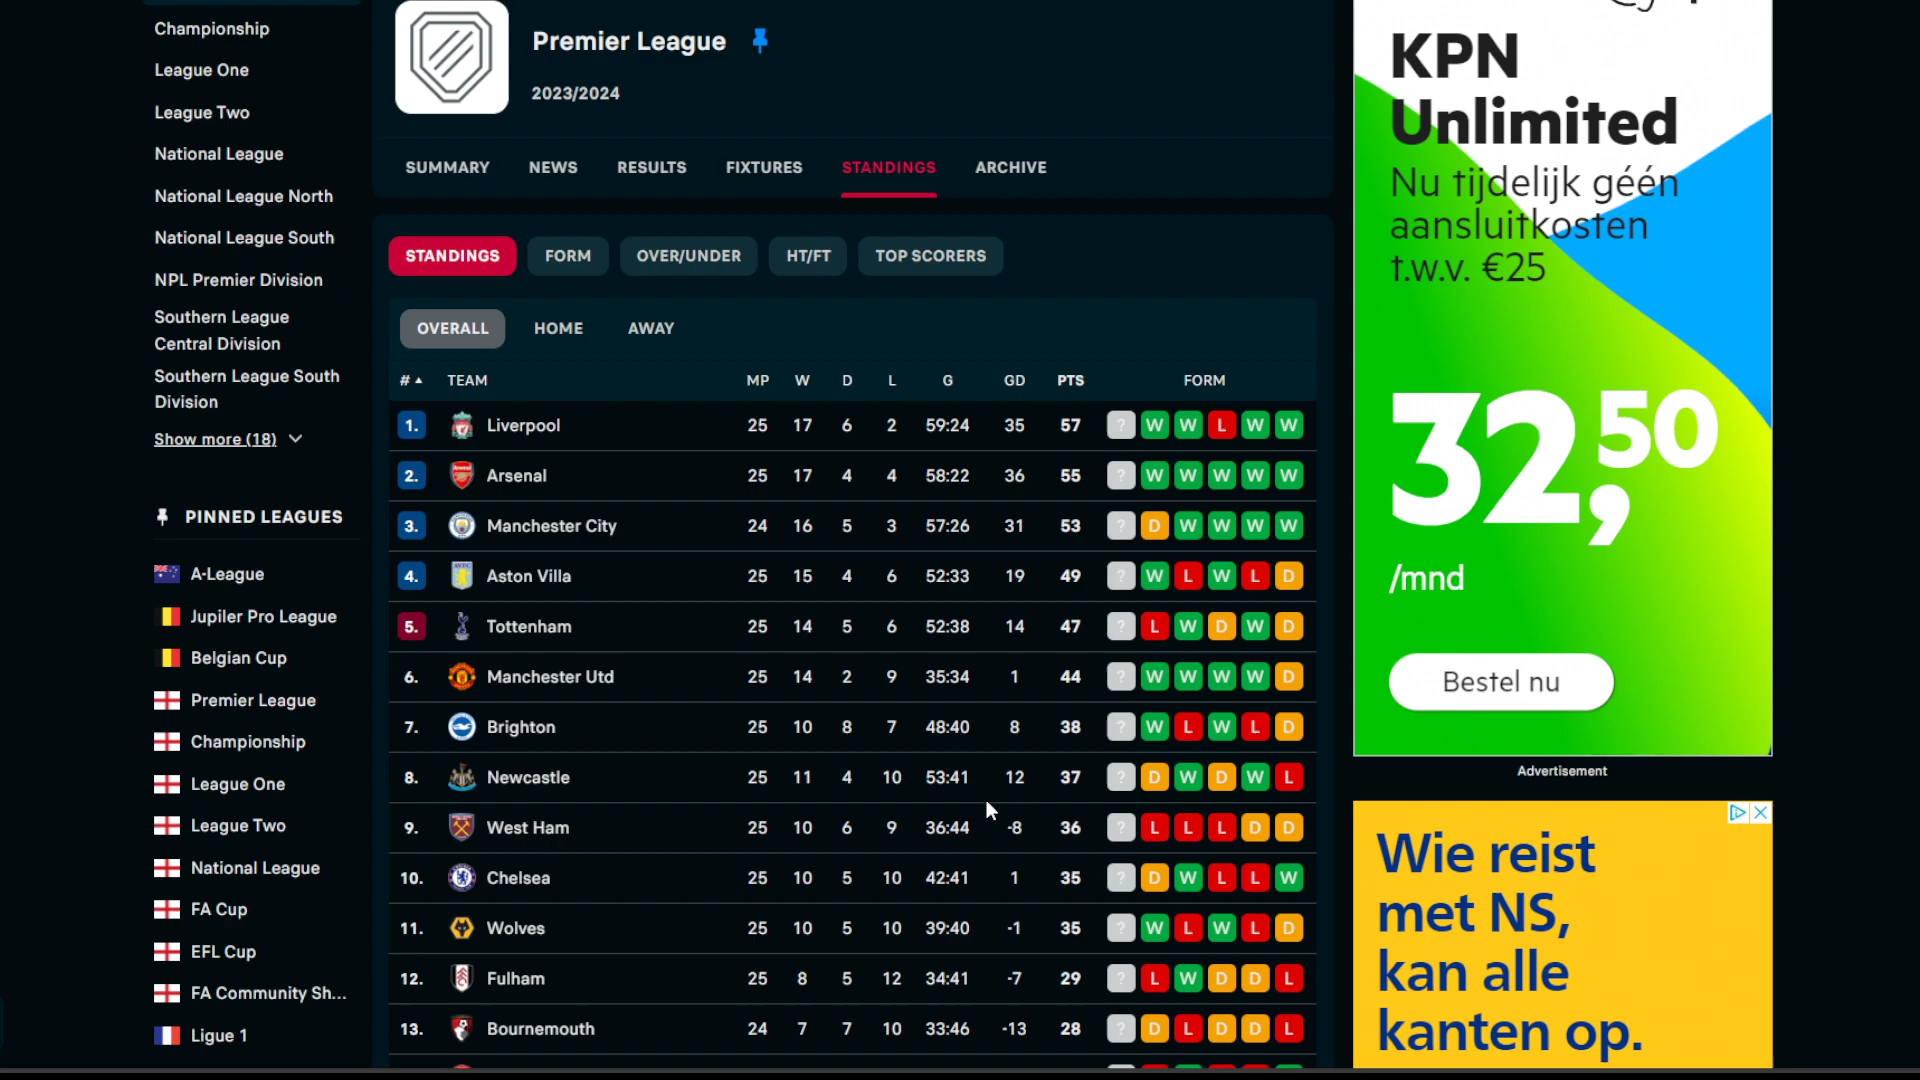 Championship
League One
League Two
National League
National League North
National League South
NPL Premier Division
Southern League
Central Division
Southern League South
Division
Show more (18)
PINNED LEAGUES
A-League
Jupiler Pro League
Belgian Cup
Premier League
Championship
League One
League Two
National League
FA Cup
EFL Cup
FA Community Sh...
Ligue 1
Premier League
2023/2024
SUMMARY NEWS RESULTS FIXTURES STANDINGS ARCHIVE
STANDINGS FORM OVER/UNDER HT/FT TOP SCORERS
OVERALL HOME AWAY
# TEAM MP W D L G GD PTS FORM
1. Liverpool 25 17 6 2 59:24 35 57 ? W W L W W
2. Arsenal 25 17 4 4 58:22 36 55 ? W W W W W
3. Manchester City 24 16 5 3 57:26 31 53 ? D W W W W
4. Aston Villa 25 15 4 6 52:33 19 49 ? W L W L D
5. Tottenham 25 14 5 6 52:38 14 47 ? L W D W D
6. Manchester Utd 25 14 2 9 35:34 1 44 ? W W W W D
7. Brighton 25 10 8 7 48:40 8 38 ? W L W L D
8. Newcastle 25 11 4 10 53:41 12 37 ? D W D W L
9. West Ham 25 10 6 9 36:44 -8 36 ? L L L D D
10. Chelsea 25 10 5 10 42:41 1 35 ? D W L L W
11. Wolves 25 10 5 10 39:40 -1 35 ? W L W L D
12. Fulham 25 8 5 12 34:41 -7 29 ? L W D D L
13. Bournemouth 24 7 7 10 33:46 -13 28 ? D L D D L
KPN
Unlimited
Nu tijdelijk géén
aansluitkosten
t.w.v. €25
32,50
/mnd
Bestel nu
Advertisement
Wie reist
met NS,
kan alle
kanten op.